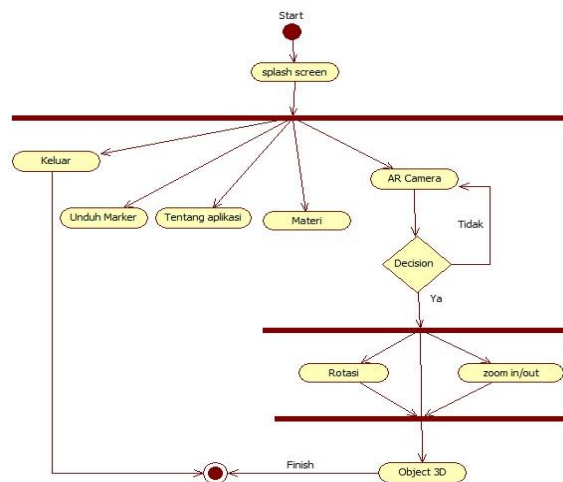 Start
splash screen
Keluar
AR Camera
Unduh Marker
Tentang aplikasi
Materi
Tidak
Decision
Ya
Rotasi
zoom in/out
Finish
Object 3D